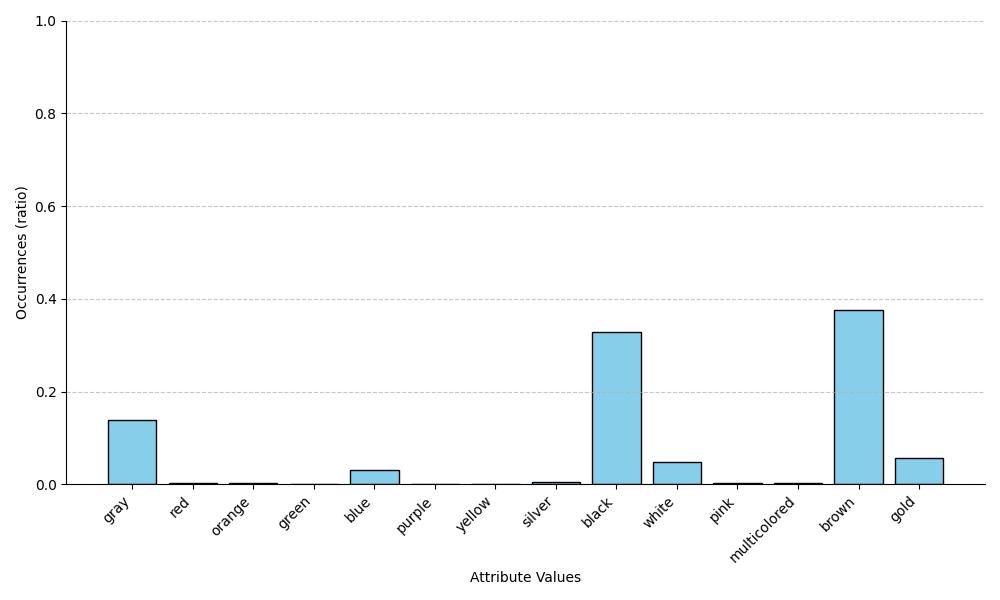 1.0
0.8
0.6
0.4
0.2
0.0
Occurrences (ratio)
gray
red
orange
green
blue
purple
yellow
silver
black
white
pink
multicolored
brown
gold
Attribute Values